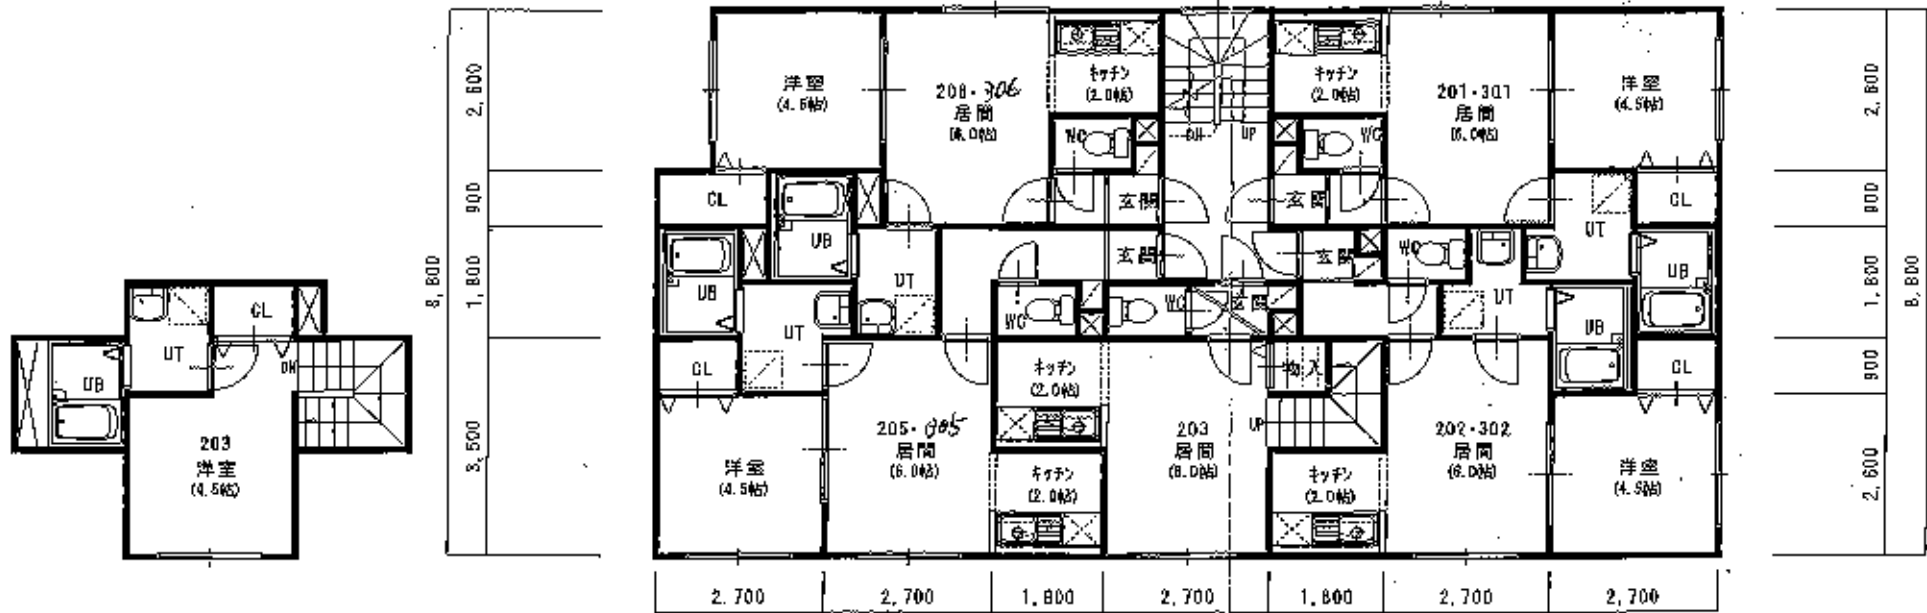 洋室
(4.5帖)
206・306
居間
(6.0帖)
キッチン
(2.0帖)
キッチン
(2.0帖)
201・301
居間
(6.0帖)
洋室
(4.5帖)
WC
DN
UP
WC
CL
UB
玄関
玄関
UT
CL
UB
UT
玄関
玄関
WC
UT
UB
UT
WC
WC
玄関
UB
CL
キッチン
(2.0帖)
物入
CL
UP
205・305
居間
(6.0帖)
203
居間
(6.0帖)
202・302
居間
(6.0帖)
洋室
(4.5帖)
キッチン
(2.0帖)
キッチン
(2.0帖)
洋室
(4.5帖)
CL
UT
DN
UB
203
洋室
(4.5帖)
2,600
900
1,800
3,500
8,800
2,600
900
1,800
900
2,600
8,800
2,700
2,700
1,800
2,700
1,800
2,700
2,700